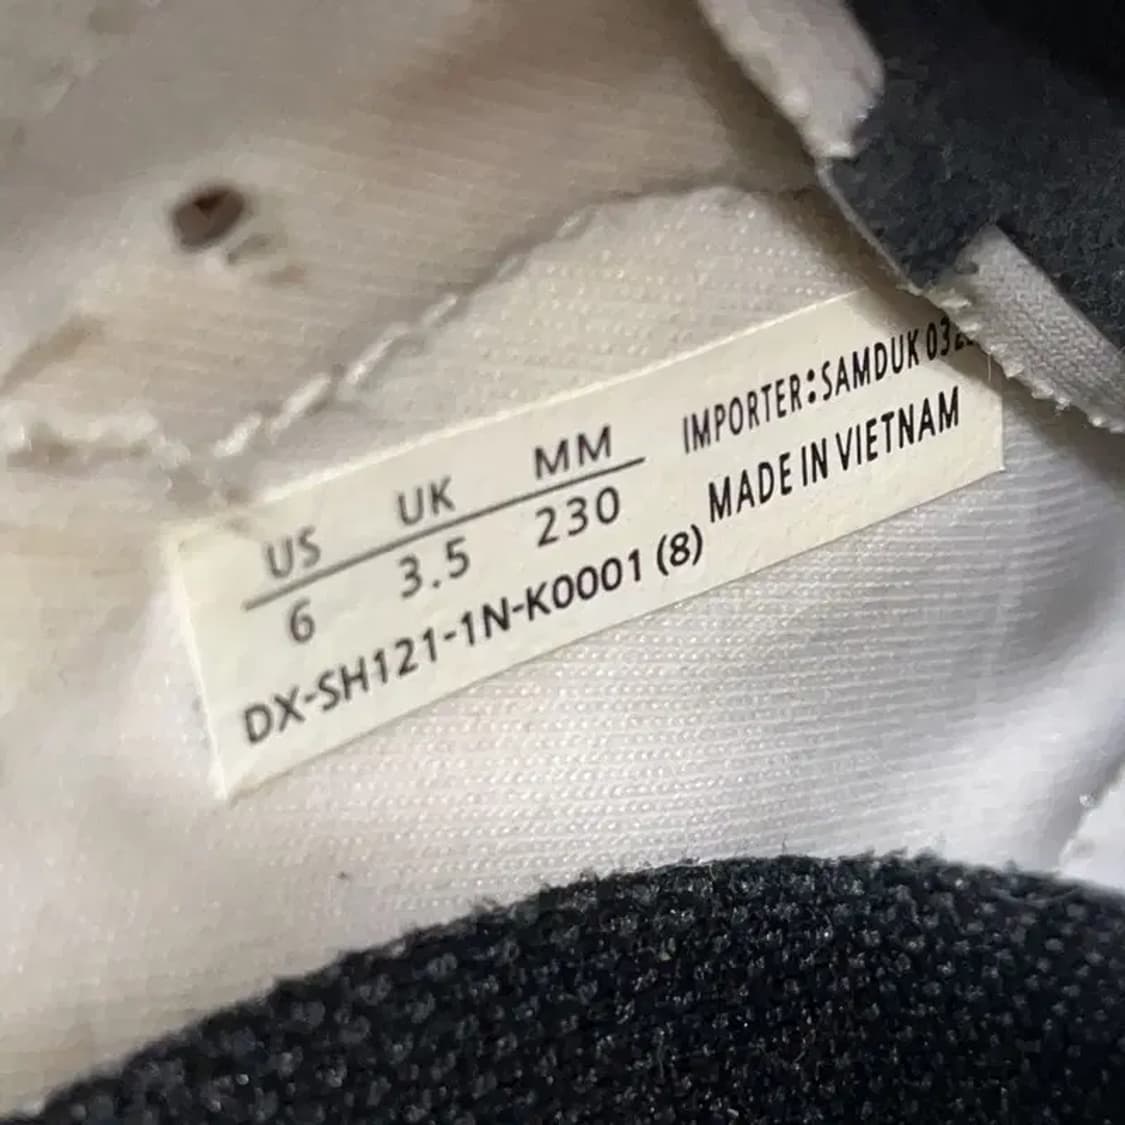 US UK MM
6 3.5 230
DX-SH121-1N-K0001 (8)
IMPORTER:SAMDUK
MADE IN VIETNAM